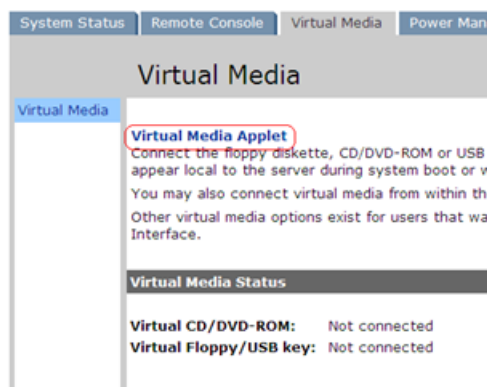 System Status Remote Console Virtual Media Power Man
Virtual Media
Virtual Media
Virtual Media Applet
Connect the floppy diskette, CD/DVD-ROM or USB
appear local to the server during system boot or w
You may also connect virtual media from within th
Other virtual media options exist for users that wa
Interface.
Virtual Media Status
Virtual CD/DVD-ROM: Not connected
Virtual Floppy/USB key: Not connected